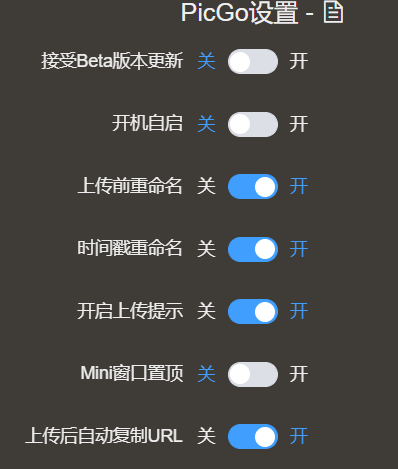 PicGo设置 -
接受Beta版本更新 关 开
开机自启 关 开
上传前重命名 关 开
时间戳重命名 关 开
开启上传提示 关 开
Mini窗口置顶 关 开
上传后自动复制URL 关 开